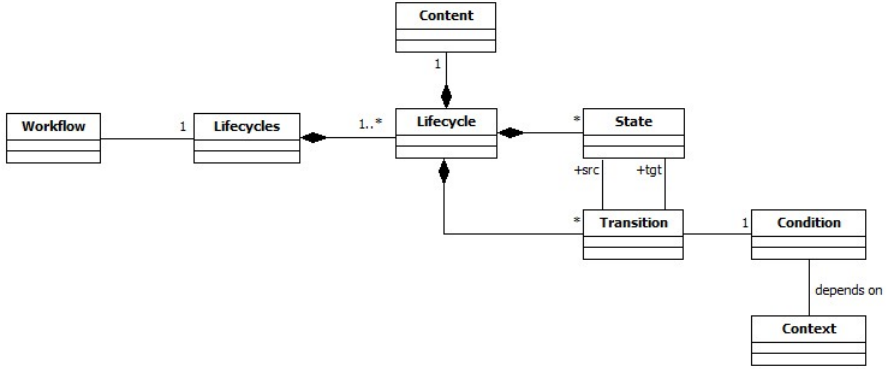 Content
1
Workflow
1
Lifecycles
1..*
Lifecycle
*
State
+src
+tgt
*
Transition
1
Condition
depends on
Context